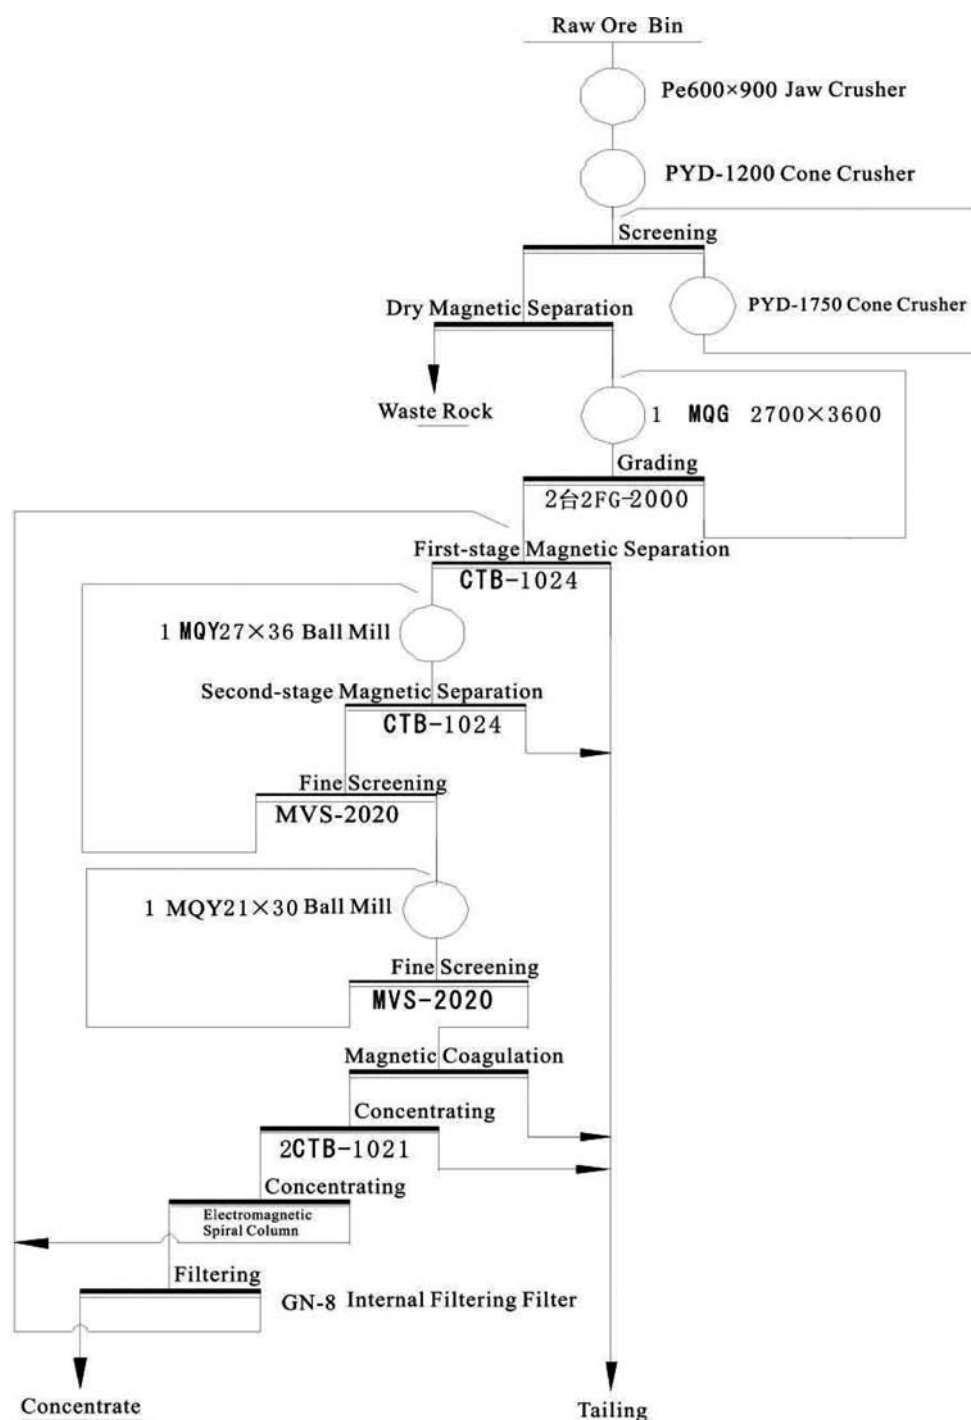 Raw Ore Bin
Pe600×900 Jaw Crusher
PYD-1200 Cone Crusher
Screening
PYD-1750 Cone Crusher
Dry Magnetic Separation
Waste Rock
1 MQG 2700×3600
Grading
2台2FG-2000
First-stage Magnetic Separation
CTB-1024
1 MQY27×36 Ball Mill
Second-stage Magnetic Separation
CTB-1024
Fine Screening
MVS-2020
1 MQY21×30 Ball Mill
Fine Screening
MVS-2020
Magnetic Coagulation
Concentrating
2CTB-1021
Concentrating
Electromagnetic
Spiral Column
Filtering
GN-8 Internal Filtering Filter
Concentrate
Tailing